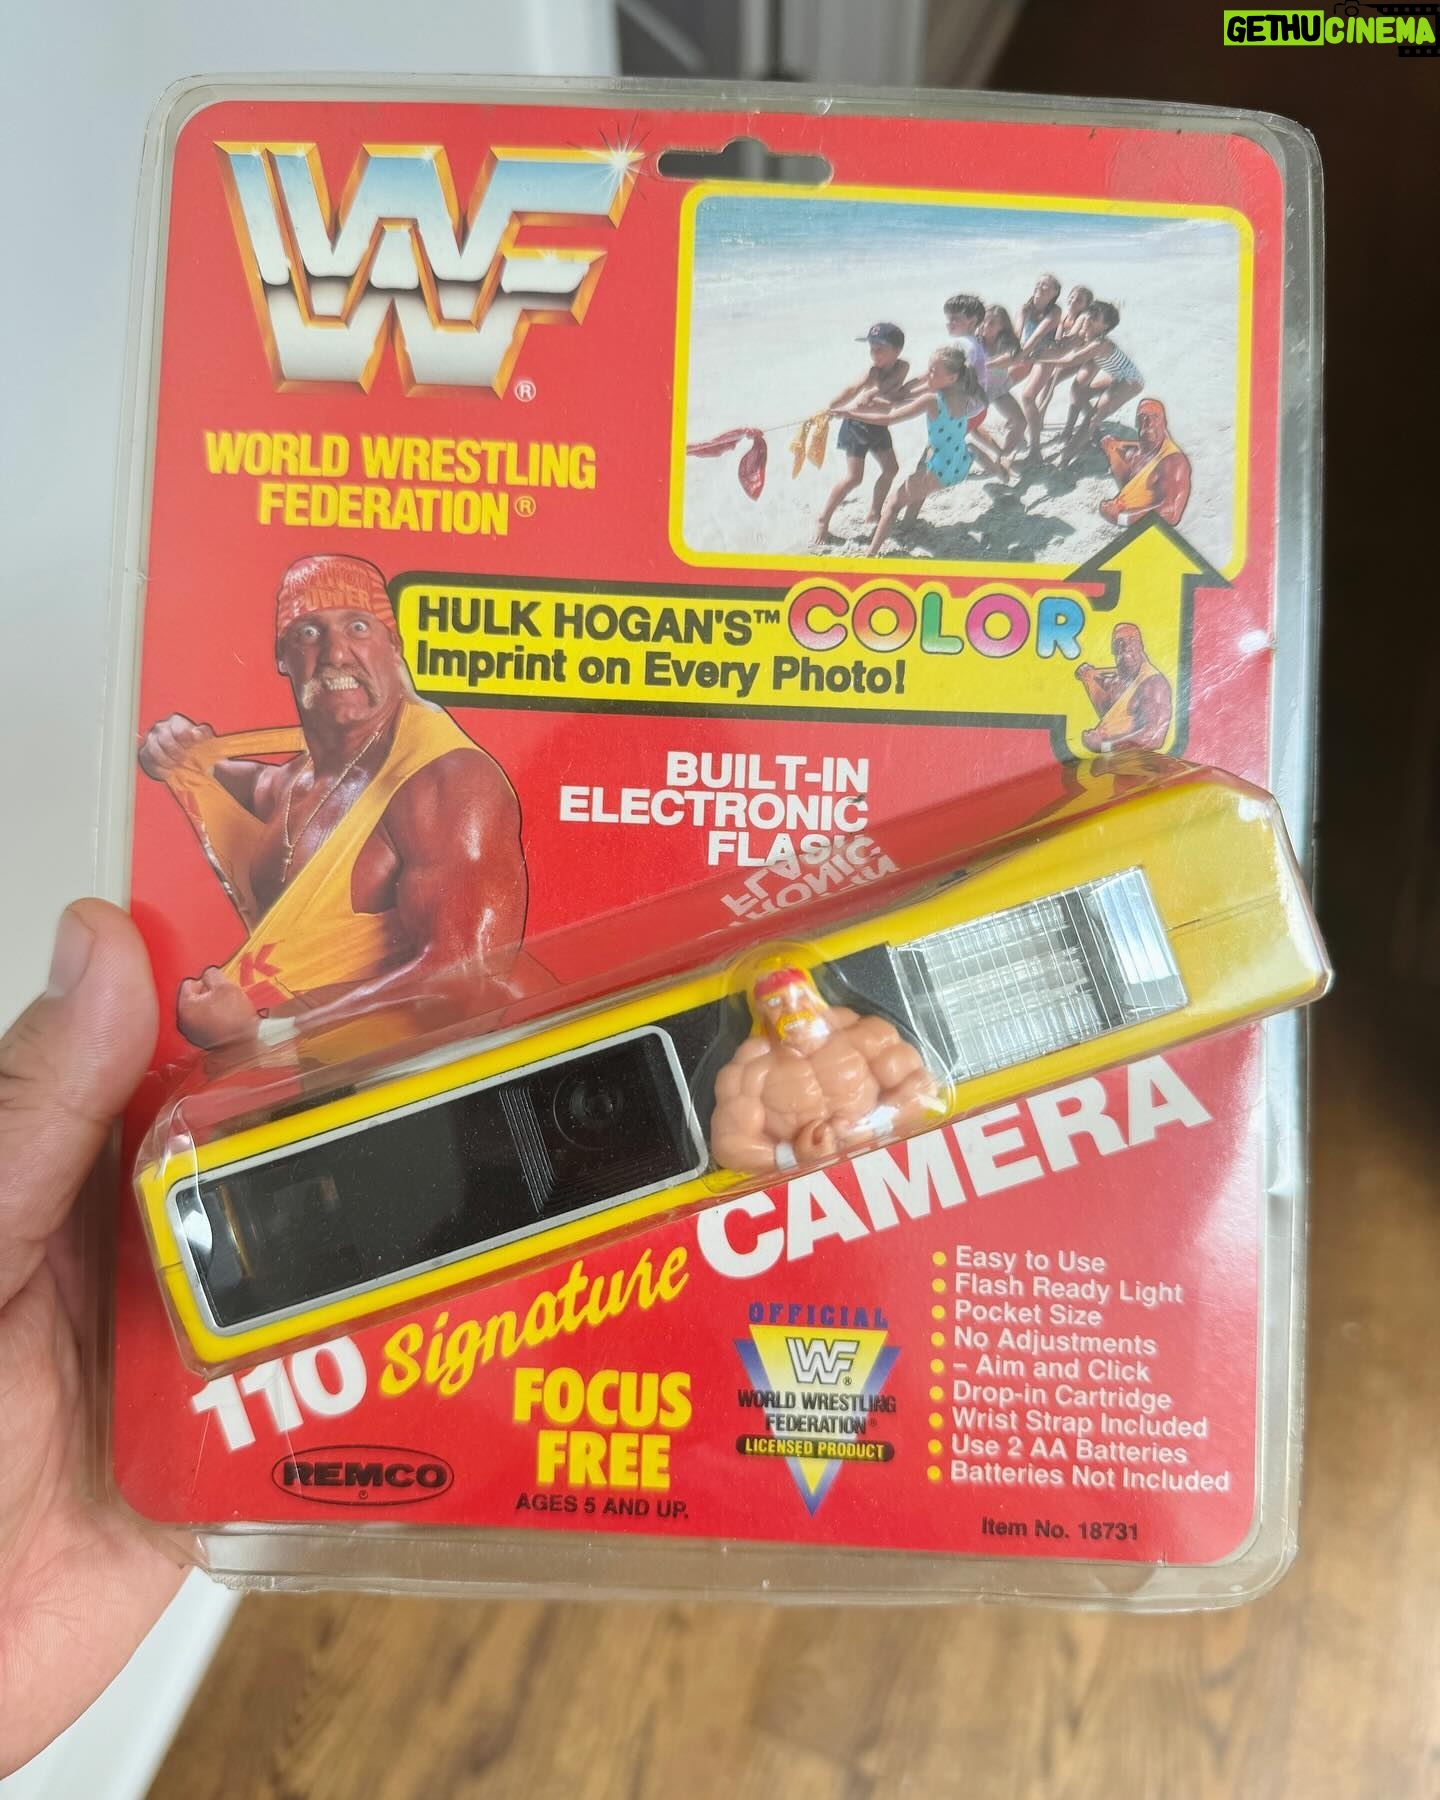 GETHUCINEMA
WF
®
WORLD WRESTLING
FEDERATION®
HULK HOGAN'S™ COLOR
Imprint on Every Photo!
BUILT-IN
ELECTRONIC
FLASH
K
110 Signature CAMERA
FOCUS
FREE
AGES 5 AND UP.
REMCO
®
OFFICIAL
WF
®
WORLD WRESTLING
FEDERATION®
LICENSED PRODUCT
• Easy to Use
• Flash Ready Light
• Pocket Size
• No Adjustments
• – Aim and Click
• Drop-in Cartridge
• Wrist Strap Included
• Use 2 AA Batteries
• Batteries Not Included
Item No. 18731